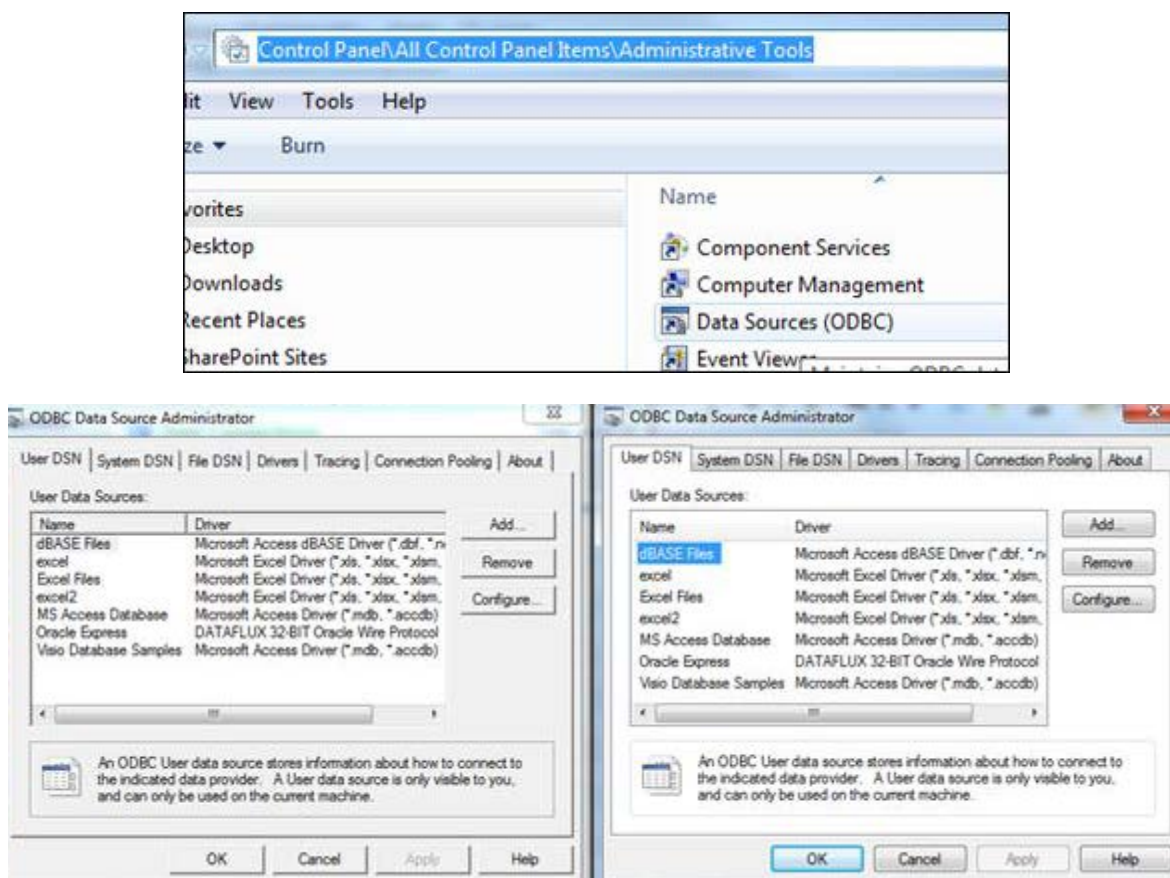 Control Panel\All Control Panel Items\Administrative Tools
lit View Tools Help
ze Burn
vorites
Desktop
Downloads
Recent Places
SharePoint Sites
Name
Component Services
Computer Management
Data Sources (ODBC)
Event Viewer
ODBC Data Source Administrator
User DSN System DSN File DSN Drivers Tracing Connection Pooling About
User Data Sources:
Name Driver Add...
dBASE Files Microsoft Access dBASE Driver (*.dbf, *.n
excel Microsoft Excel Driver (*.xls, *.xlsx, *.xlsm, Remove
Excel Files Microsoft Excel Driver (*.xls, *.xlsx, *.xlsm,
excel2 Microsoft Excel Driver (*.xls, *.xlsx, *.xlsm, Configure...
MS Access Database Microsoft Access Driver (*.mdb, *.accdb)
Oracle Express DATAFLUX 32-BIT Oracle Wire Protocol
Visio Database Samples Microsoft Access Driver (*.mdb, *.accdb)
An ODBC User data source stores information about how to connect to
the indicated data provider. A User data source is only visible to you,
and can only be used on the current machine.
OK Cancel Apply Help
ODBC Data Source Administrator
User DSN System DSN File DSN Drivers Tracing Connection Pooling About
User Data Sources:
Name Driver Add...
dBASE Files Microsoft Access dBASE Driver (*.dbf, *.n
excel Microsoft Excel Driver (*.xls, *.xlsx, *.xlsm, Remove
Excel Files Microsoft Excel Driver (*.xls, *.xlsx, *.xlsm, Configure...
excel2 Microsoft Excel Driver (*.xls, *.xlsx, *.xlsm,
MS Access Database Microsoft Access Driver (*.mdb, *.accdb)
Oracle Express DATAFLUX 32-BIT Oracle Wire Protocol
Visio Database Samples Microsoft Access Driver (*.mdb, *.accdb)
An ODBC User data source stores information about how to connect to
the indicated data provider. A User data source is only visible to you,
and can only be used on the current machine.
OK Cancel Apply Help